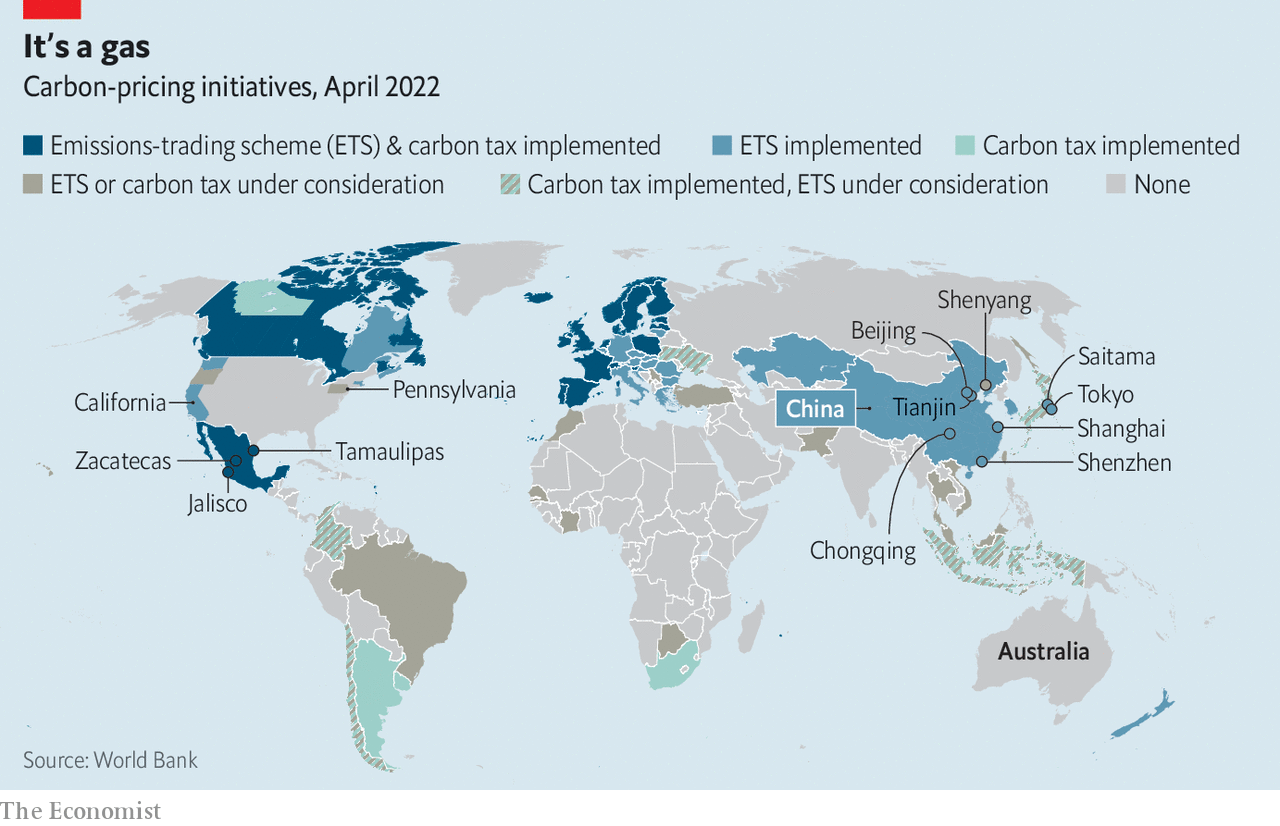 It's a gas
Carbon-pricing initiatives, April 2022
Emissions-trading scheme (ETS) & carbon tax implemented
ETS implemented
Carbon tax implemented
ETS or carbon tax under consideration
Carbon tax implemented, ETS under consideration
None
Shenyang
Beijing
Saitama
Pennsylvania
Tokyo
California
China
Tianjin
Shanghai
Tamaulipas
Zacatecas
Shenzhen
Jalisco
Chongqing
Australia
Source: World Bank
The Economist